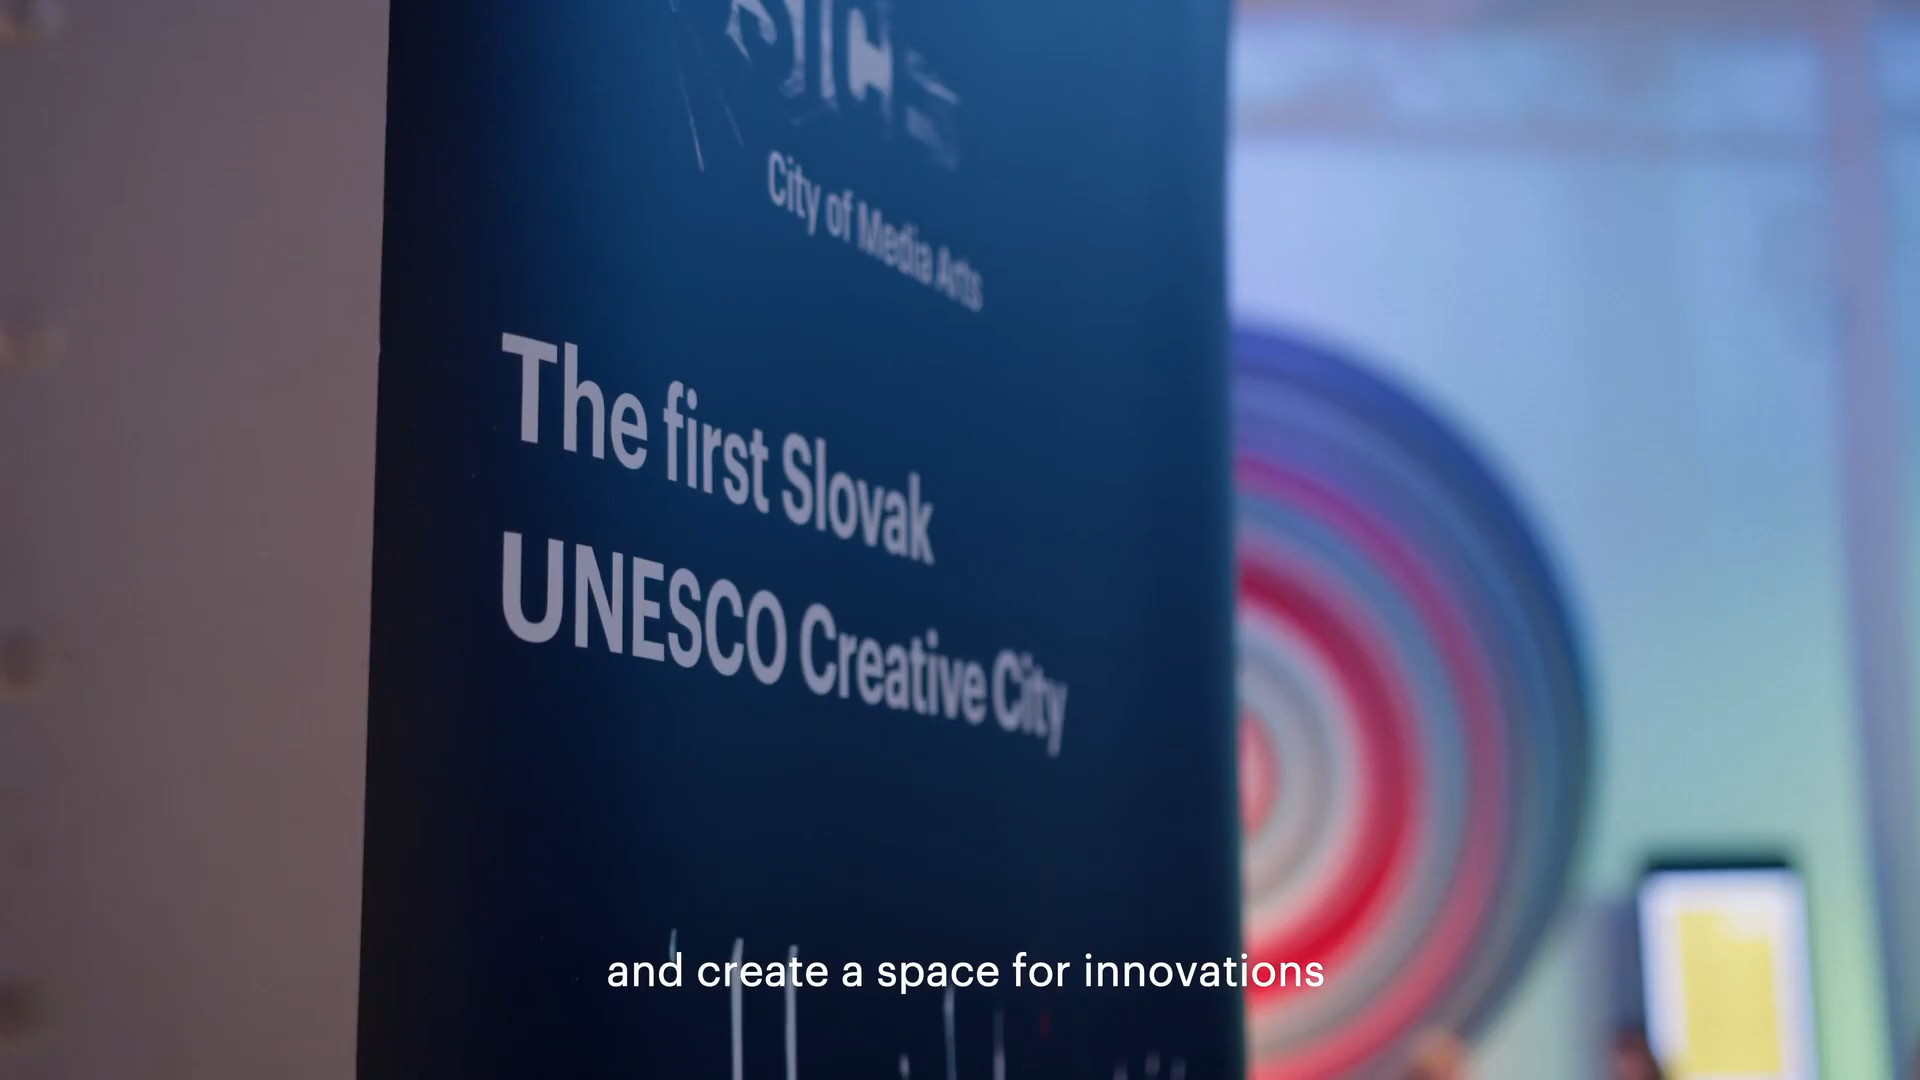 City of Media Arts
The first Slovak
UNESCO Creative City
and create a space for innovations